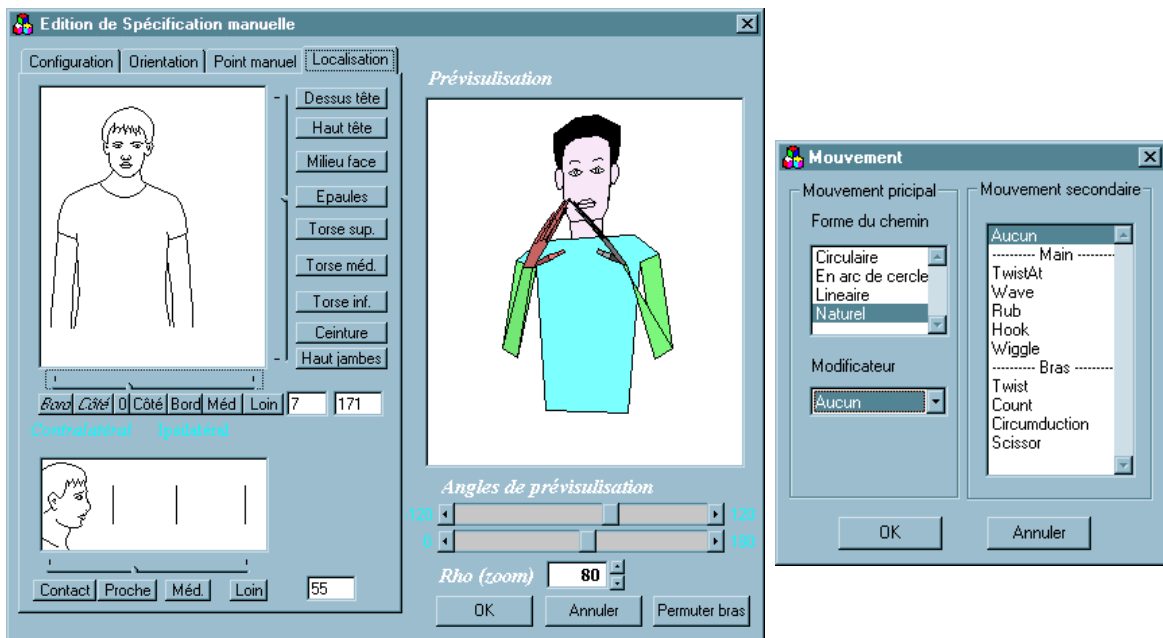 Edition de Spécification manuelle
Configuration Orientation Point manuel Localisation
Dessus tête
Haut tête
Milieu face
Epaules
Torse sup.
Torse méd.
Torse inf.
Ceinture
Haut jambes
Bord Côté 0 Côté Bord Méd Loin 7 171
Contralatéral Ipsilatéral
Contact Proche Méd. Loin 55
Prévisulisation
Angles de prévisulisation
120 120
0 180
Rho (zoom) 80
OK Annuler Permuter bras
Mouvement
Mouvement pricipal
Forme du chemin
Circulaire
En arc de cercle
Lineaire
Naturel
Modificateur
Aucun
Mouvement secondaire
Aucun
--------- Main --------
TwistAt
Wave
Rub
Hook
Wiggle
--------- Bras --------
Twist
Count
Circumduction
Scissor
OK Annuler